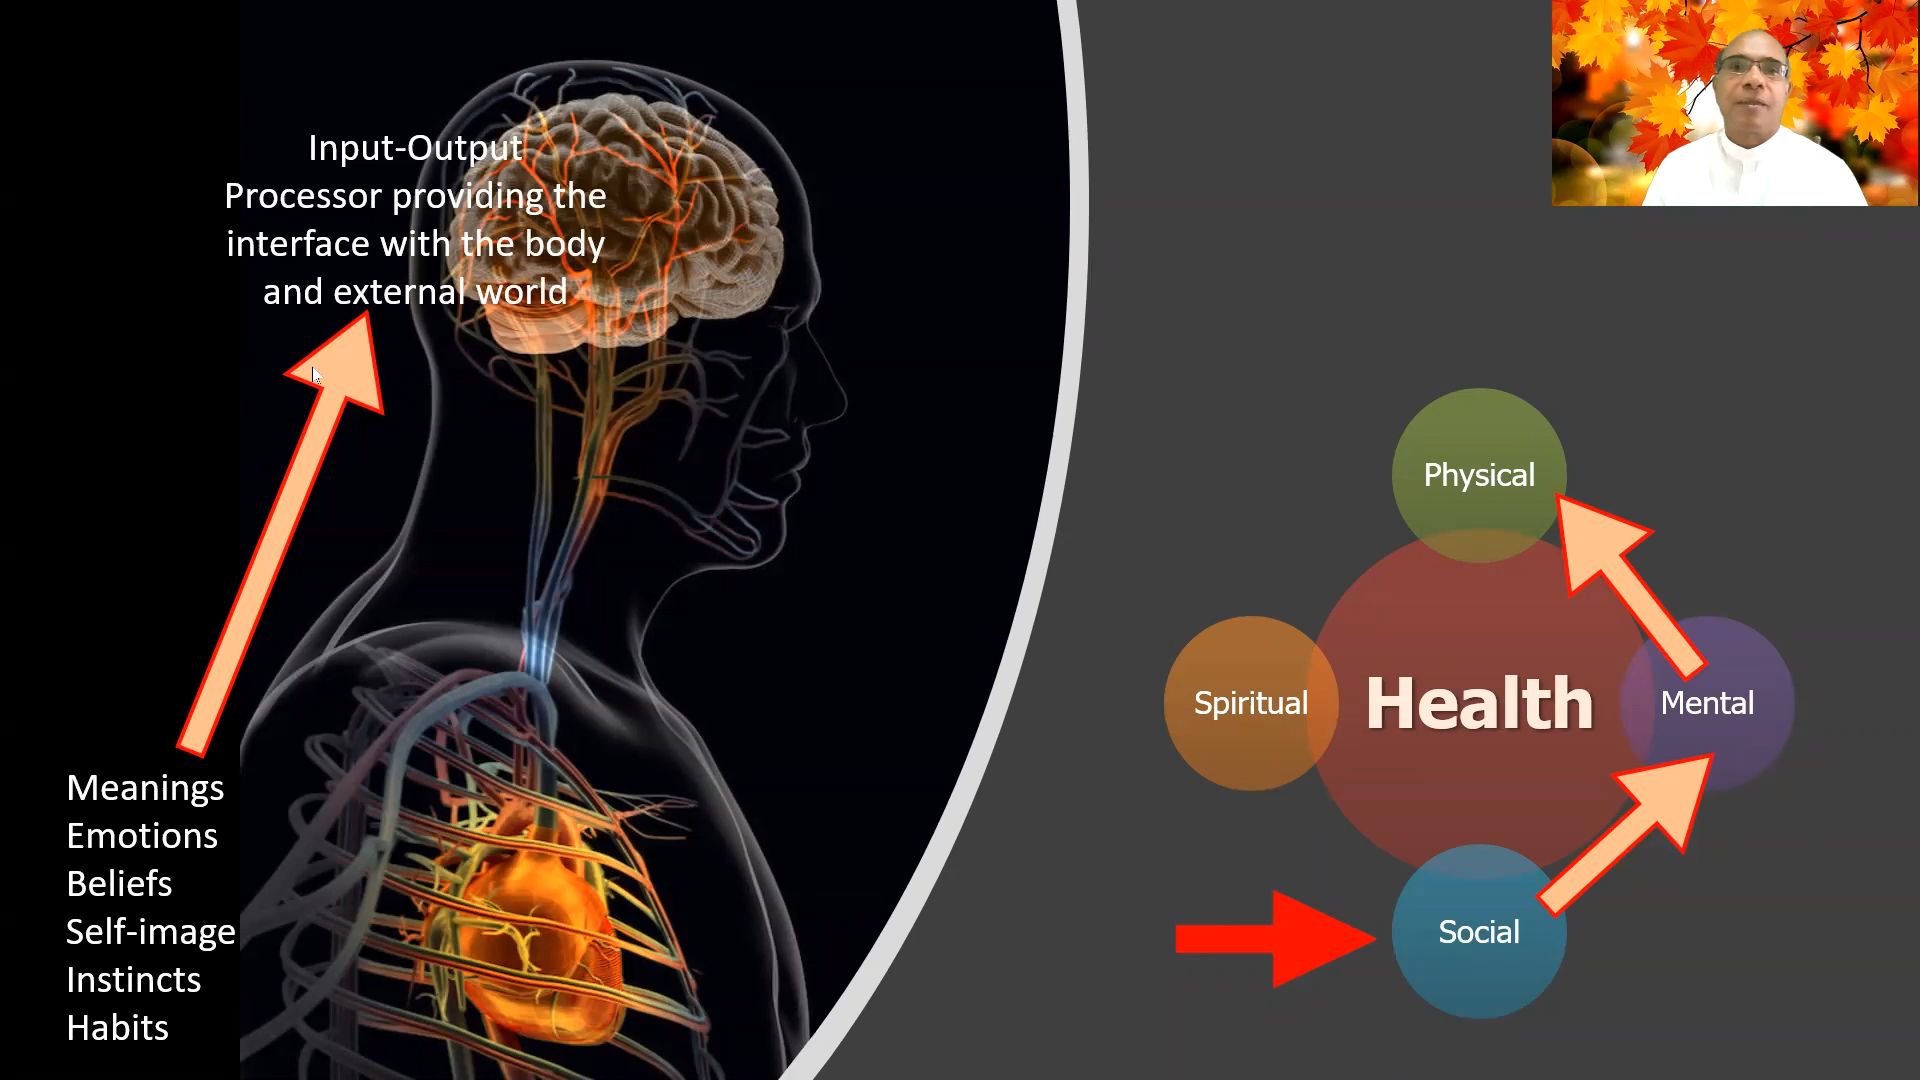 Input-Output
Processor providing the
interface with the body
and external world
Meanings
Emotions
Beliefs
Self-image
Instincts
Habits
Physical
Spiritual
Health
Mental
Social